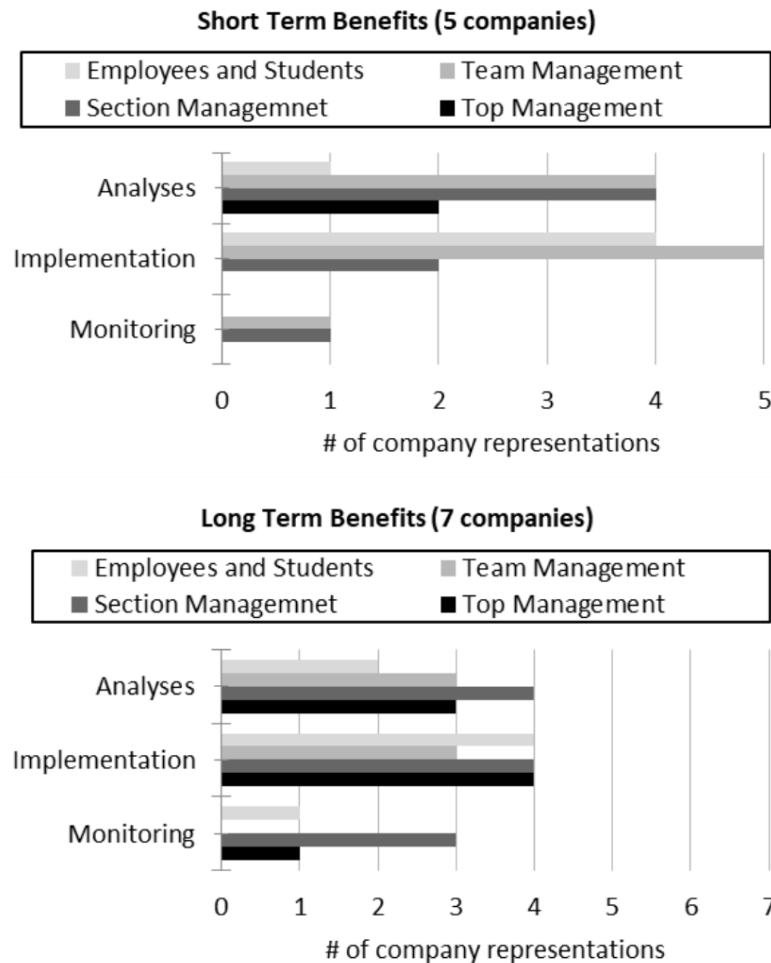 Short Term Benefits (5 companies)
Employees and Students Team Management
Section Managemnet Top Management
Analyses
Implementation
Monitoring
0 1 2 3 4 5
# of company representations
Long Term Benefits (7 companies)
Employees and Students Team Management
Section Managemnet Top Management
Analyses
Implementation
Monitoring
0 1 2 3 4 5 6 7
# of company representations